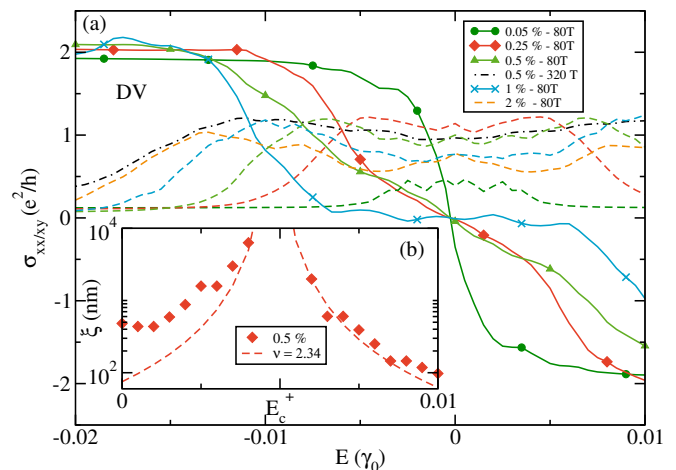 (a)
DV
0.05 % - 80T
0.25 % - 80T
0.5 % - 80T
0.5 % - 320 T
1 % - 80T
2 % - 80T
2
1
0
-1
-2
σxx/xy (e²/h)
-0.02
-0.01
0
0.01
E (γ₀)
(b)
10⁴
10²
ξ (nm)
0.5 %
ν = 2.34
0
E_c⁺
0.01